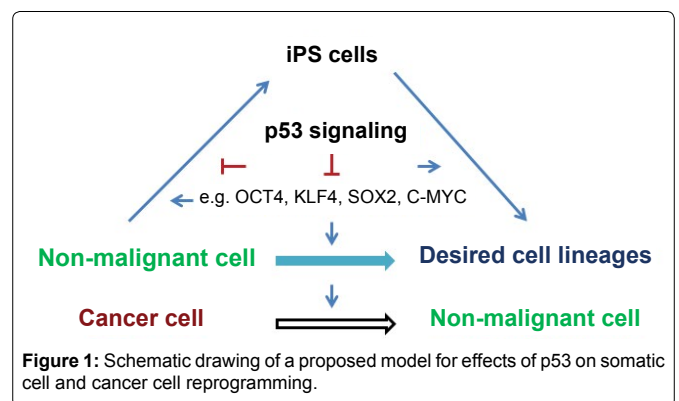 iPS cells
p53 signaling
e.g. OCT4, KLF4, SOX2, C-MYC
Non-malignant cell Desired cell lineages
Cancer cell Non-malignant cell
Figure 1: Schematic drawing of a proposed model for effects of p53 on somatic
cell and cancer cell reprogramming.